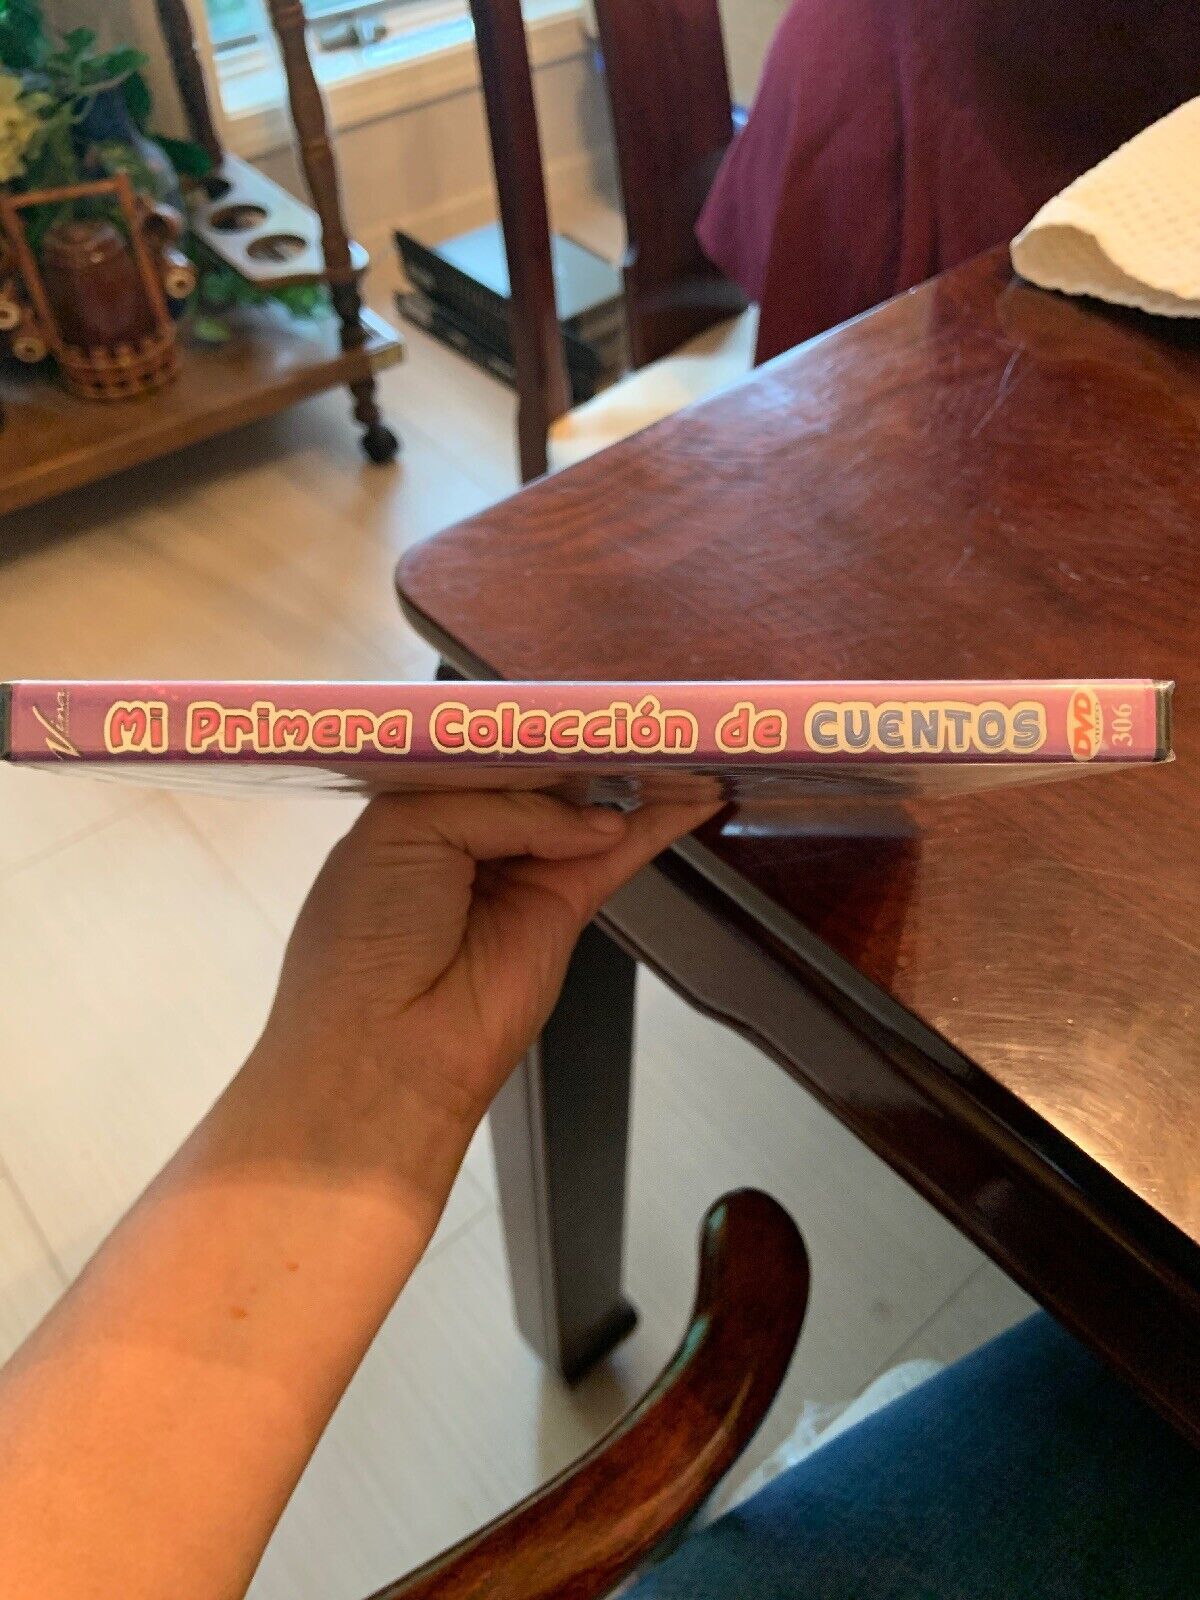 Mi Primera Colección de CUENTOS DVD 306